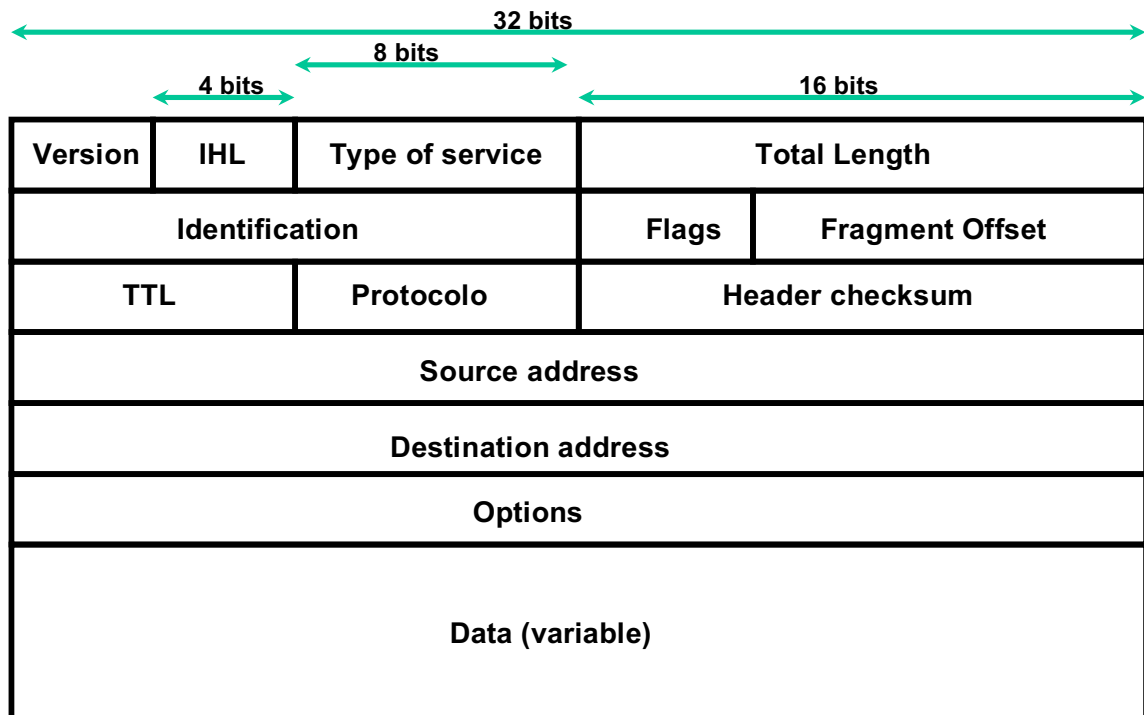 32 bits
8 bits
4 bits 16 bits
Version IHL Type of service Total Length
Identification Flags Fragment Offset
TTL Protocolo Header checksum
Source address
Destination address
Options
Data (variable)